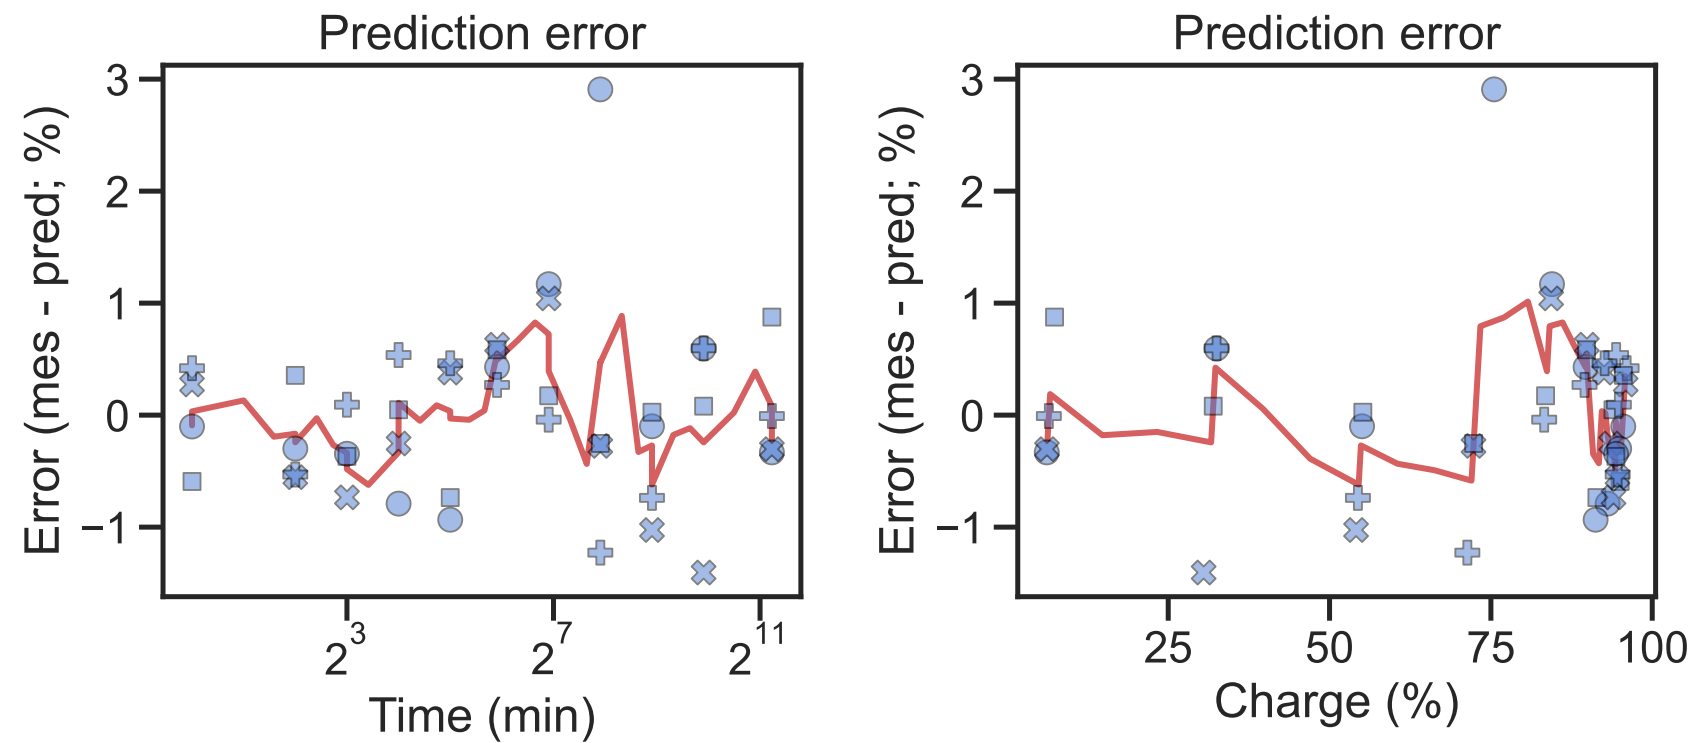 Prediction error
Error (mes - pred; %)
3
2
1
0
−1
2^3
2^7
2^11
Time (min)
Prediction error
Error (mes - pred; %)
3
2
1
0
−1
25
50
75
100
Charge (%)